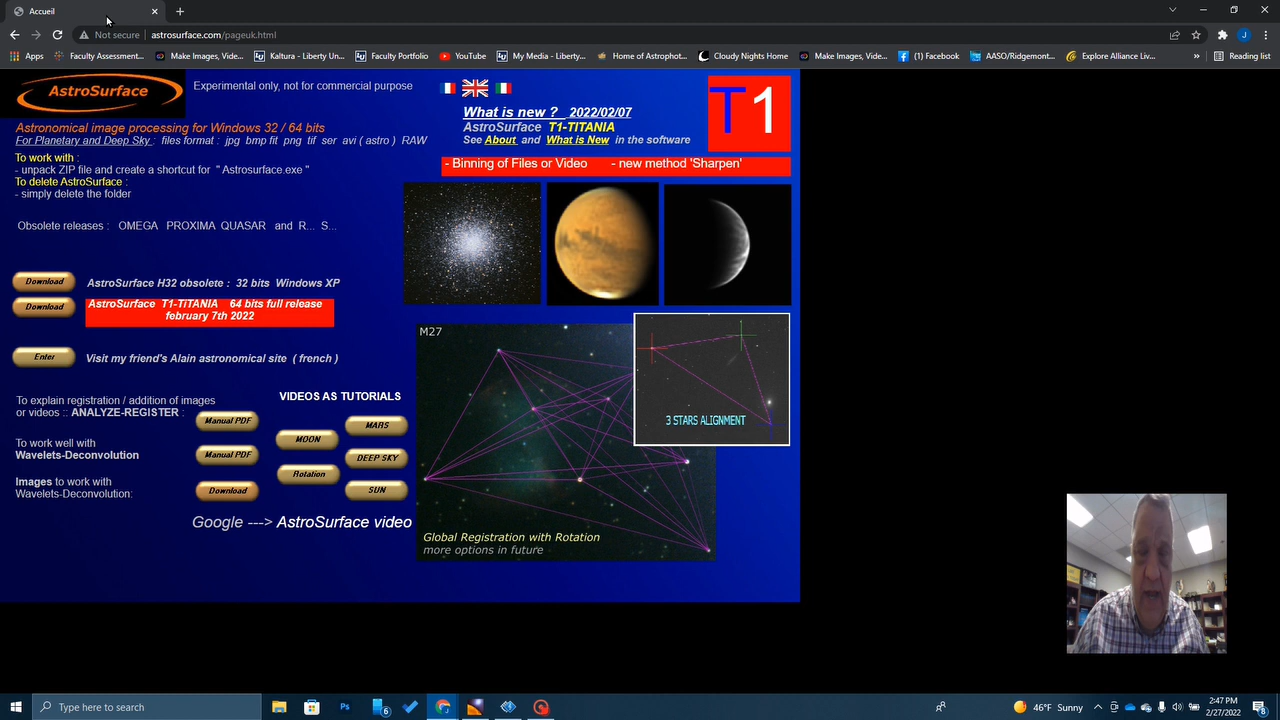 Accueil
Not secure
astrosurface.com/pageuk.html
J
Apps
Faculty Assessment...
Make Images, Video...
Kaltura - Liberty Un...
Faculty Portfolio
YouTube
My Media - Liberty...
Home of Astrophot...
Cloudy Nights Home
Make Images, Vide...
(1) Facebook
AASO/Ridgemont...
Explore Alliance Liv...
»
Reading list
AstroSurface
Experimental only, not for commercial purpose
Astronomical image processing for Windows 32 / 64 bits
For Planetary and Deep Sky : files format : jpg bmp fit png tif ser avi ( astro ) RAW
To work with :
- unpack ZIP file and create a shortcut for " Astrosurface.exe "
To delete AstroSurface :
- simply delete the folder
Obsolete releases : OMEGA PROXIMA QUASAR and R... S...
What is new ? 2022/02/07
AstroSurface T1-TITANIA
See About and What is New in the software
T1
- Binning of Files or Video - new method 'Sharpen'
Download
AstroSurface H32 obsolete : 32 bits Windows XP
Download
AstroSurface T1-TITANIA 64 bits full release
february 7th 2022
Enter
Visit my friend's Alain astronomical site ( french )
To explain registration / addition of images
or videos :: ANALYZE-REGISTER :
Manual PDF
To work well with
Wavelets-Deconvolution
Manual PDF
Images to work with
Wavelets-Deconvolution:
Download
VIDEOS AS TUTORIALS
MARS
MOON
DEEP SKY
Rotation
SUN
Google ---> AstroSurface video
M27
3 STARS ALIGNMENT
Global Registration with Rotation
more options in future
Type here to search
Ps
6
46°F Sunny
2:47 PM
2/27/2022